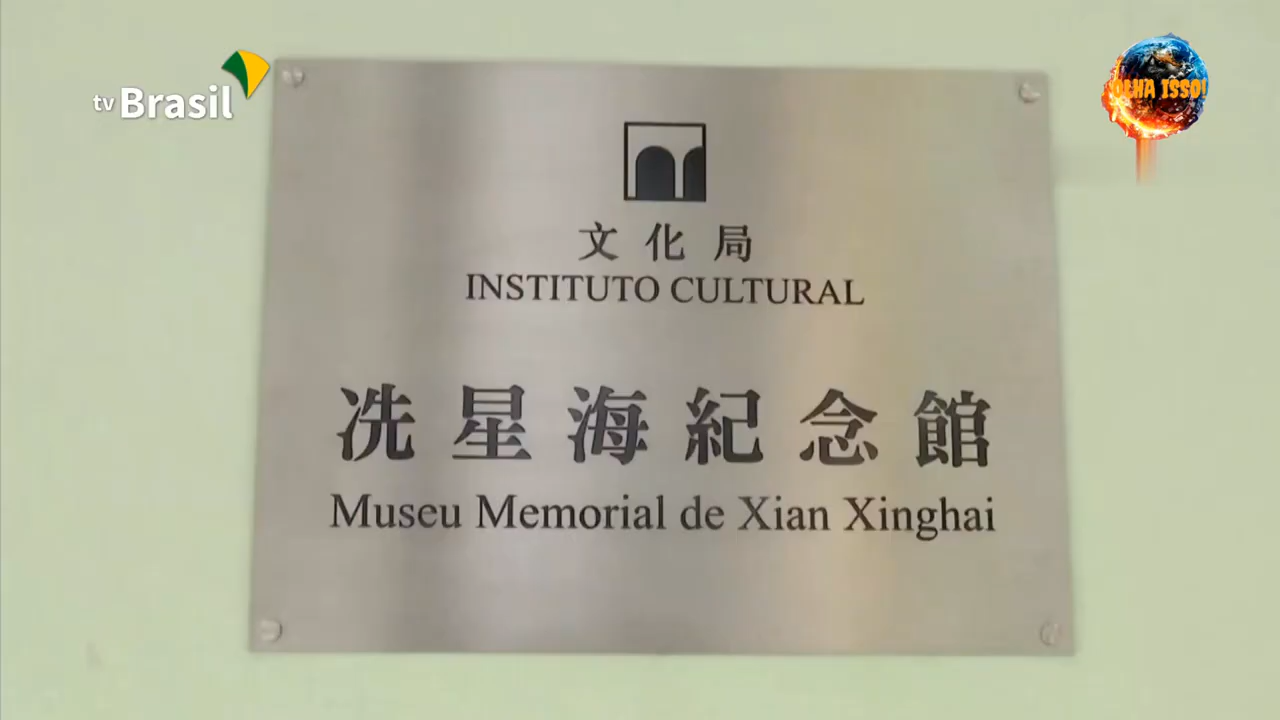 tv Brasil
OLHA ISSO!
文化局
INSTITUTO CULTURAL
冼星海紀念館
Museu Memorial de Xian Xinghai